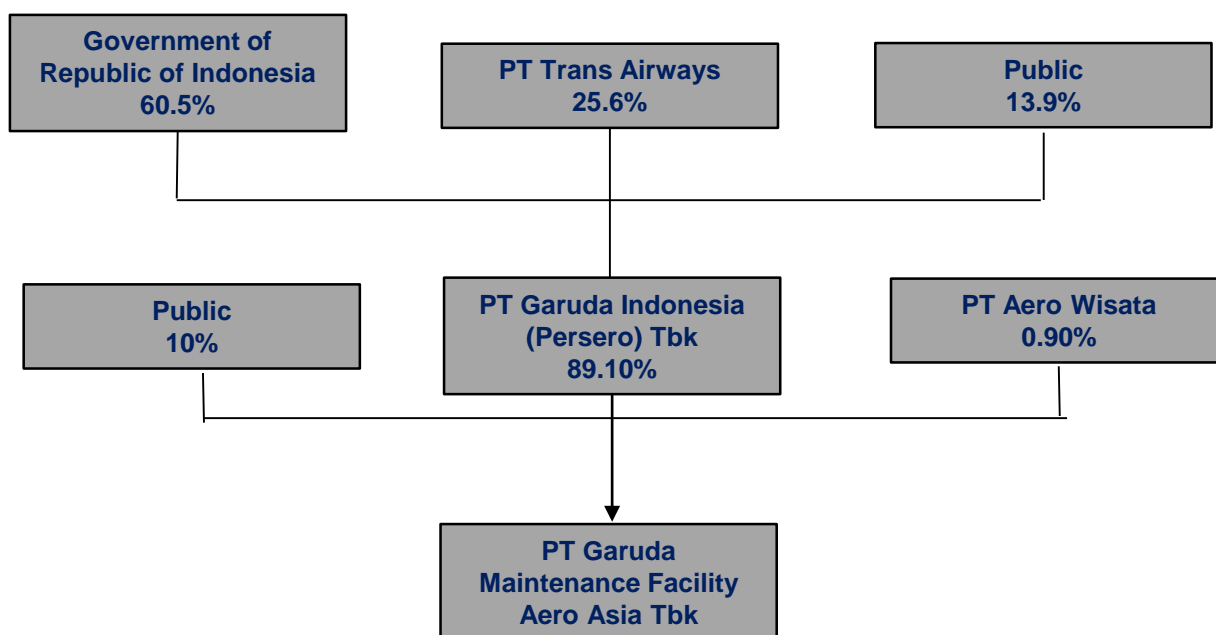 Government of
Republic of Indonesia
60.5%
PT Trans Airways
25.6%
Public
13.9%
Public
10%
PT Garuda Indonesia
(Persero) Tbk
89.10%
PT Aero Wisata
0.90%
PT Garuda
Maintenance Facility
Aero Asia Tbk